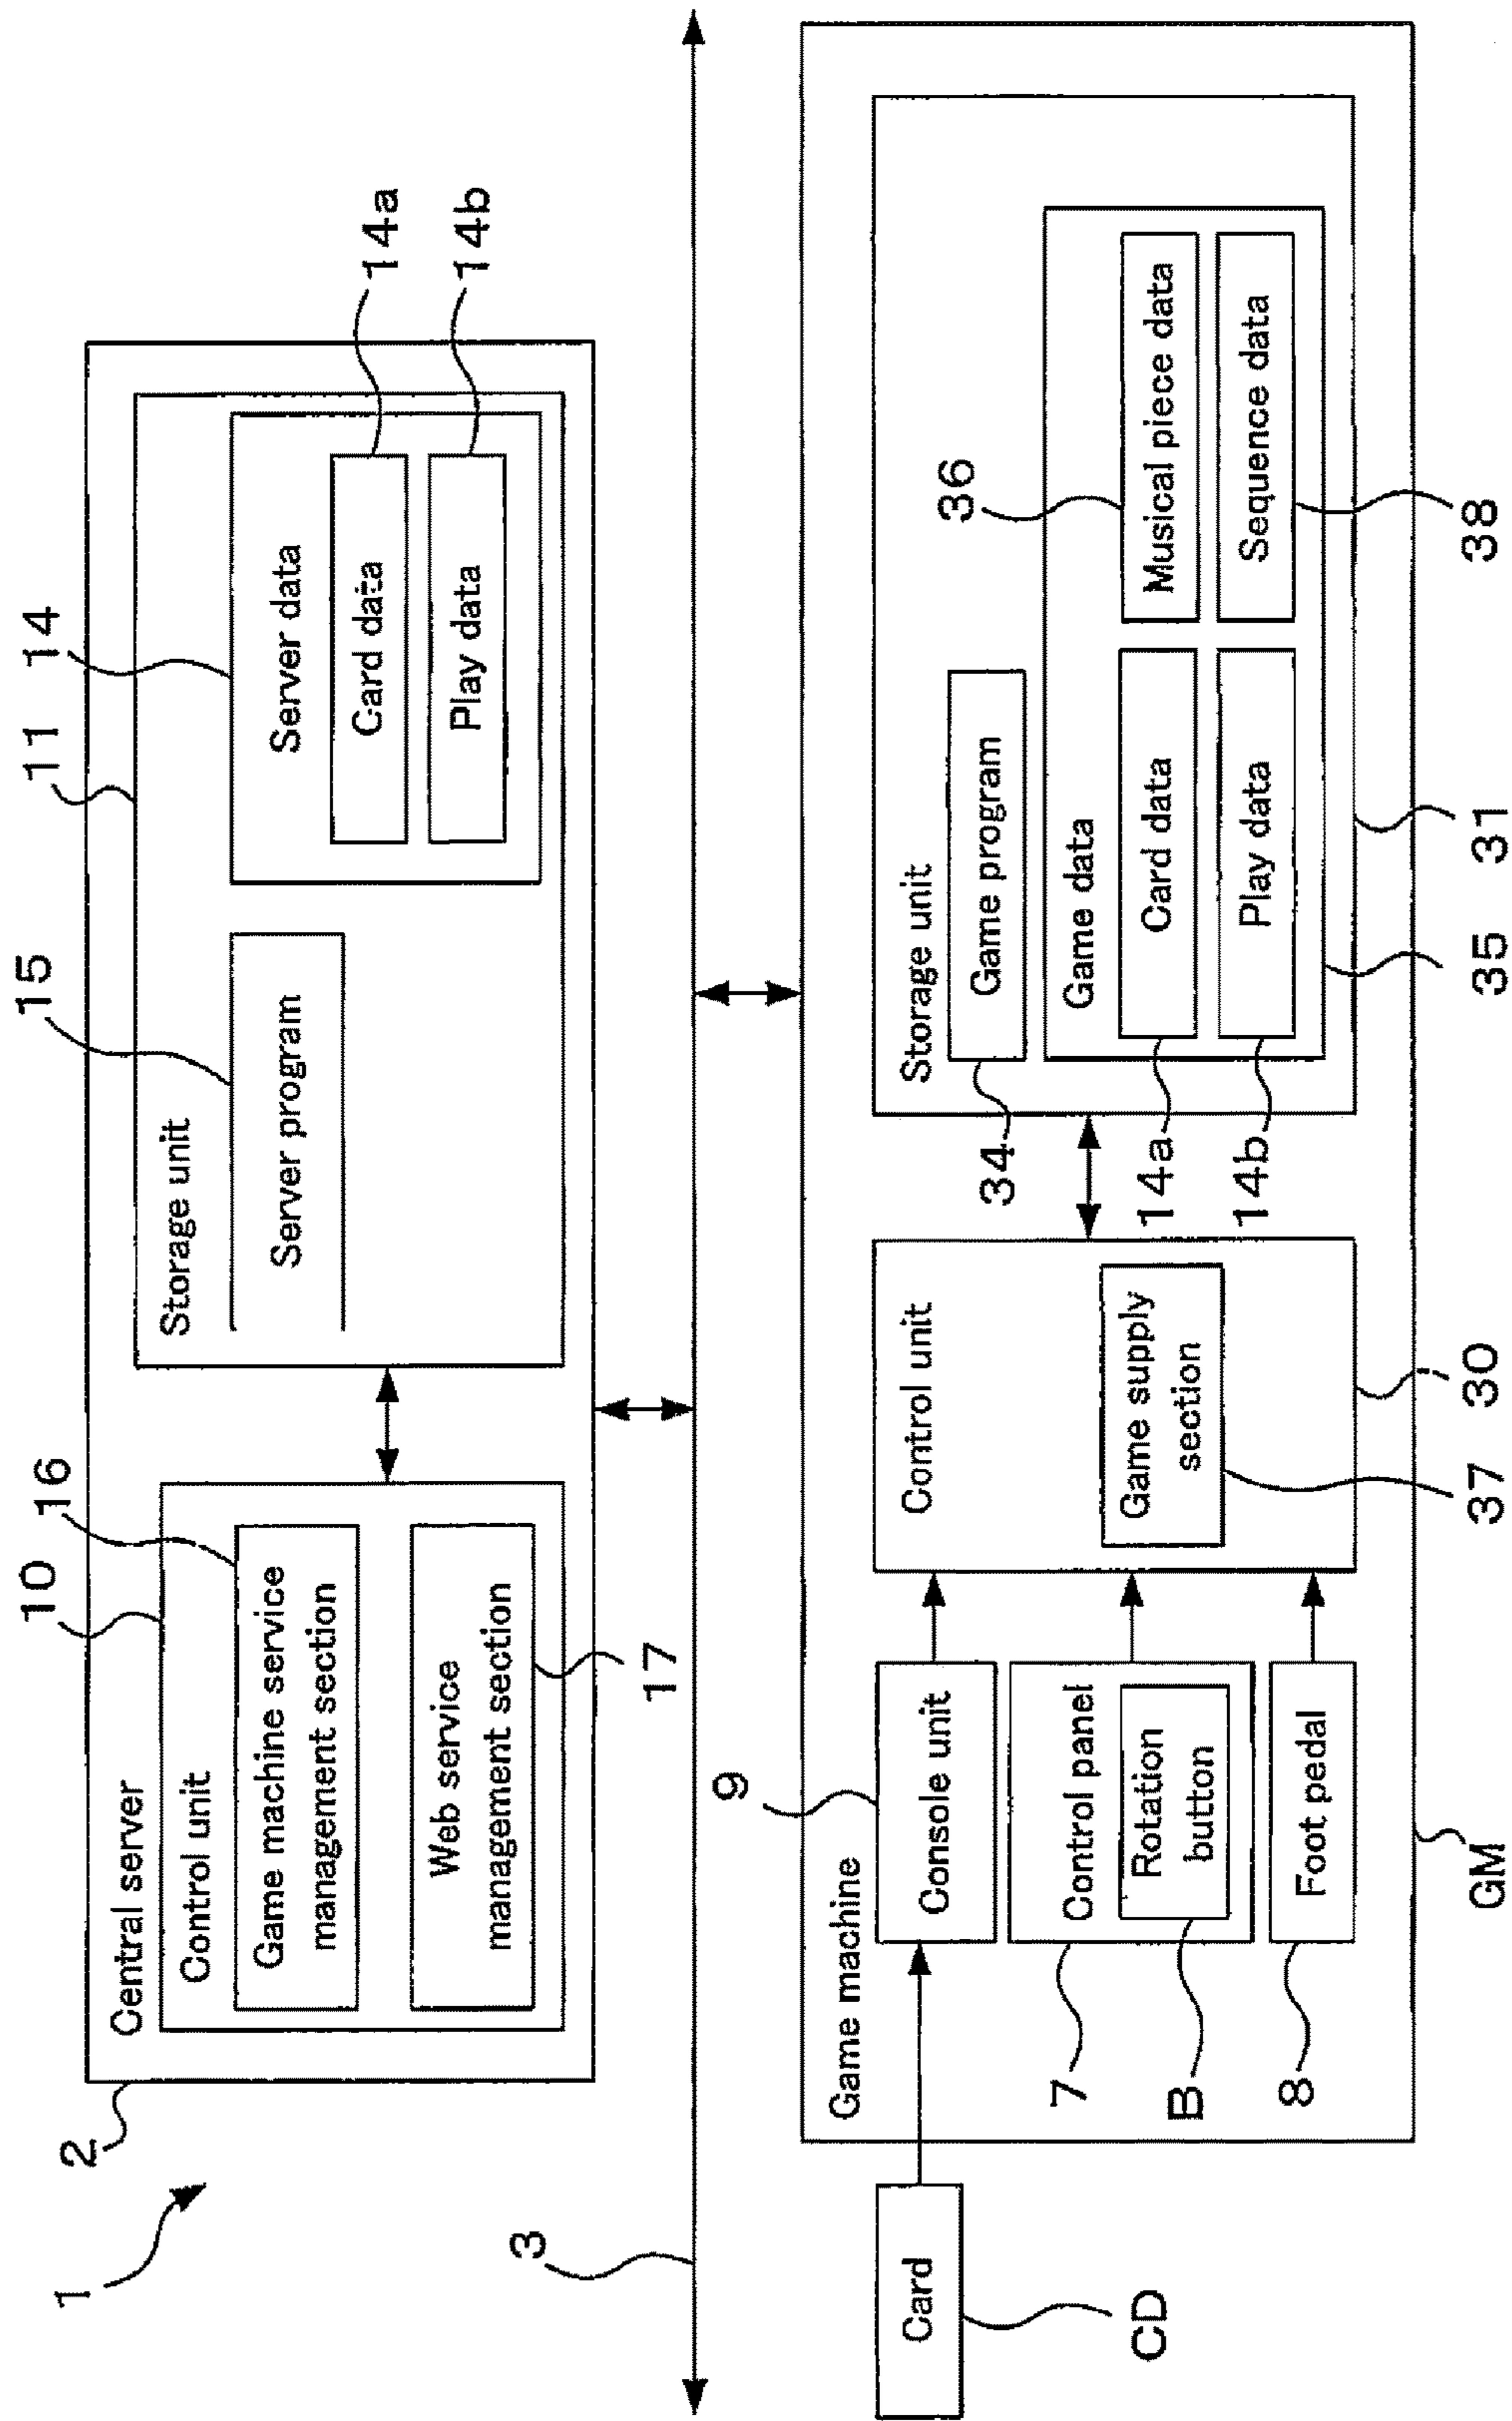 1
2
Central server
10
Control unit
16
Game machine service
management section
Web service
management section
17
11
Storage unit
15
Server program
14
Server data
Card data
14a
Play data
14b
3
Game machine
Card
CD
9
Console unit
7
Control panel
Rotation
button
B
8
Foot pedal
GM
Control unit
Game supply
section
37
30
Storage unit
34
Game program
Game data
36
Card data
Musical piece data
14a
Play data
Sequence data
14b
35
31
38